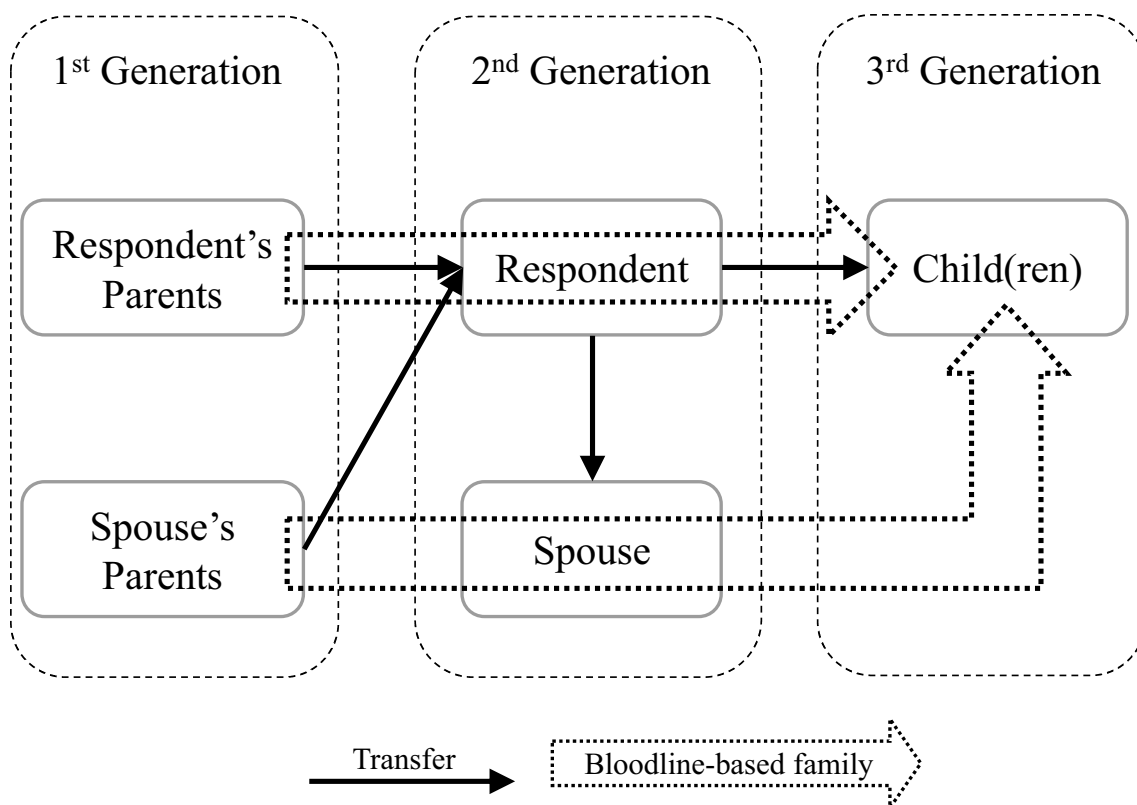 1st Generation
2nd Generation
3rd Generation
Respondent’s
Parents
Respondent
Child(ren)
Spouse’s
Parents
Spouse
Transfer
Bloodline-based family